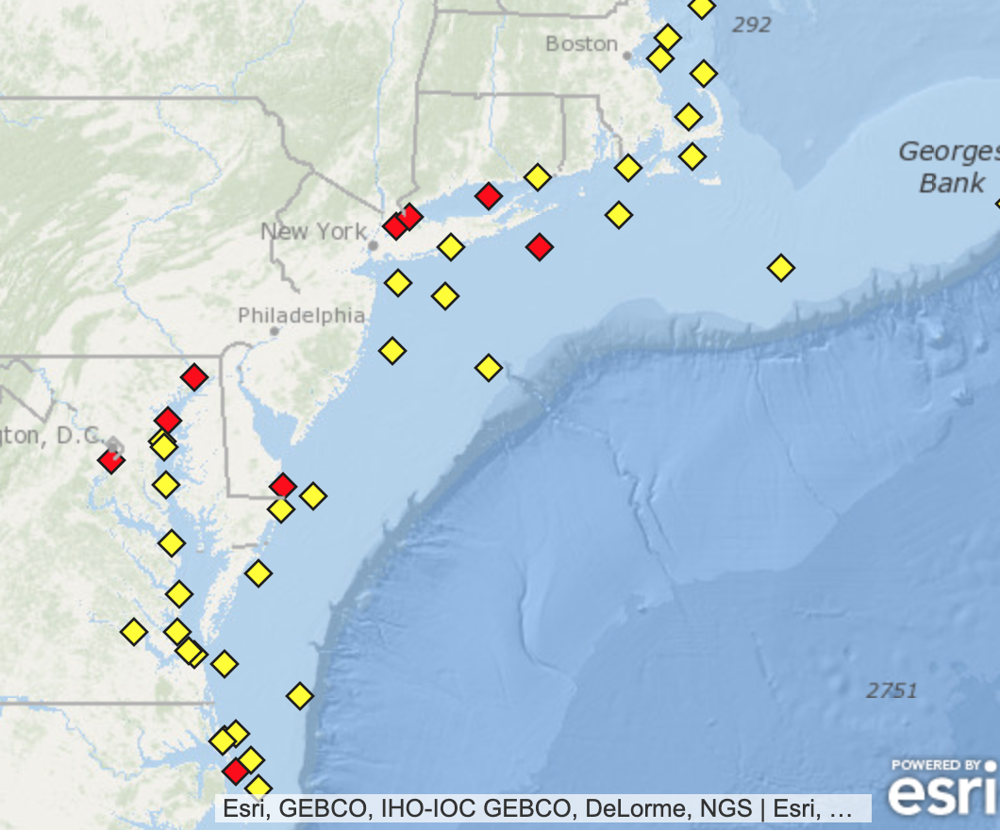 292
Boston
Georges
Bank
New York
Philadelphia
gton, D.C.
2751
POWERED BY
esri
Esri, GEBCO, IHO-IOC GEBCO, DeLorme, NGS | Esri, …